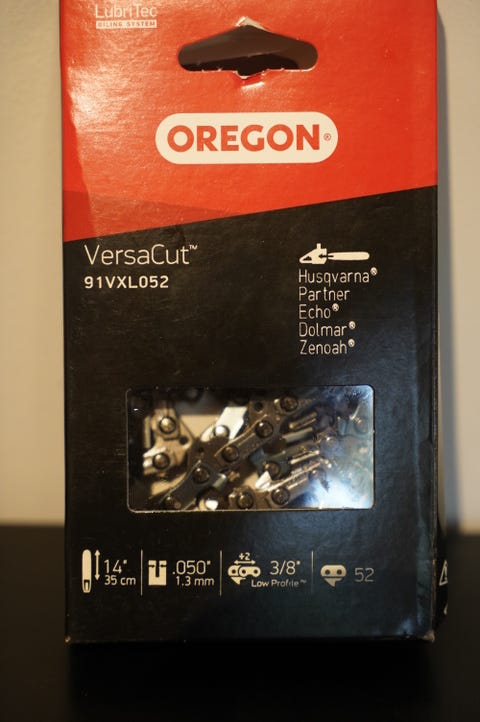 LubriTec
OILING SYSTEM
OREGON®
VersaCut™
91VXL052
Husqvarna®
Partner
Echo®
Dolmar®
Zenoah®
14"
35 cm
.050"
1.3 mm
+2
3/8"
Low Profile™
52